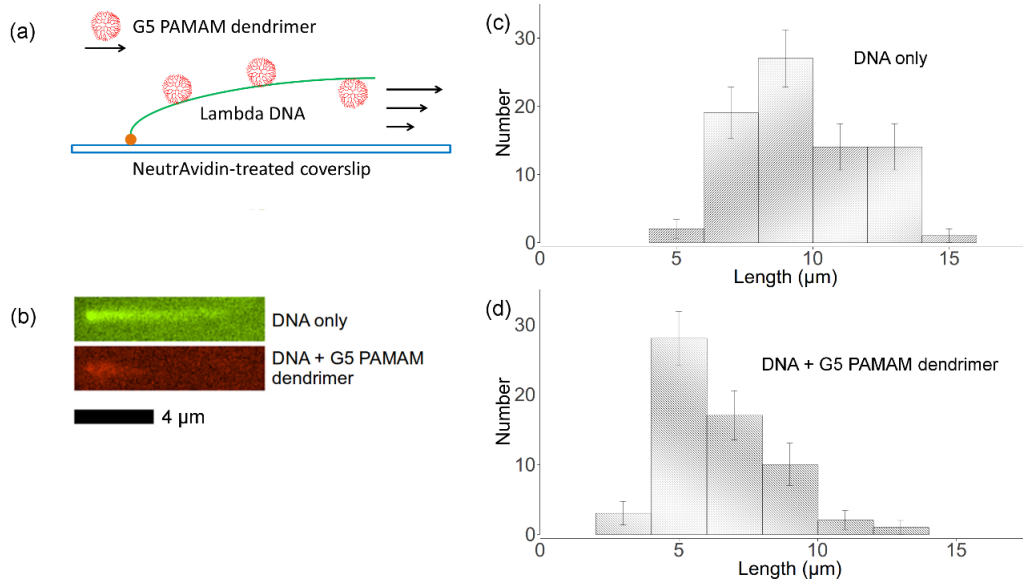 (a)
G5 PAMAM dendrimer
Lambda DNA
NeutrAvidin-treated coverslip
(b)
DNA only
DNA + G5 PAMAM
dendrimer
4 µm
(c)
DNA only
Number
30
20
10
0
0
5
10
15
Length (µm)
(d)
DNA + G5 PAMAM dendrimer
Number
30
20
10
0
0
5
10
15
Length (µm)